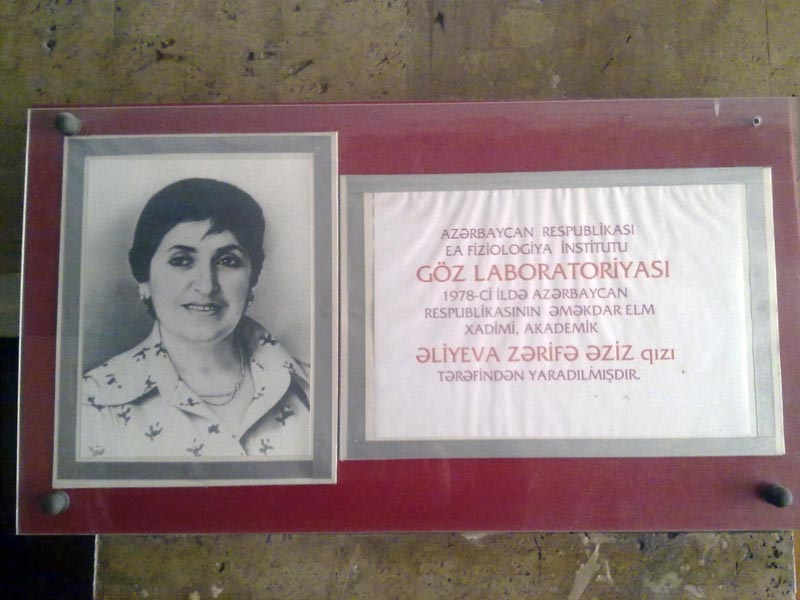 AZƏRBAYCAN RESPUBLİKASI
EA FİZİOLOGİYA İNSTİTUTU
GÖZ LABORATORİYASI
1978-Cİ İLDƏ AZƏRBAYCAN
RESPUBLİKASININ ƏMƏKDAR ELM
XADİMİ, AKADEMİK
ƏLİYEVA ZƏRİFƏ ƏZİZ qızı
TƏRƏFİNDƏN YARADILMIŞDIR.